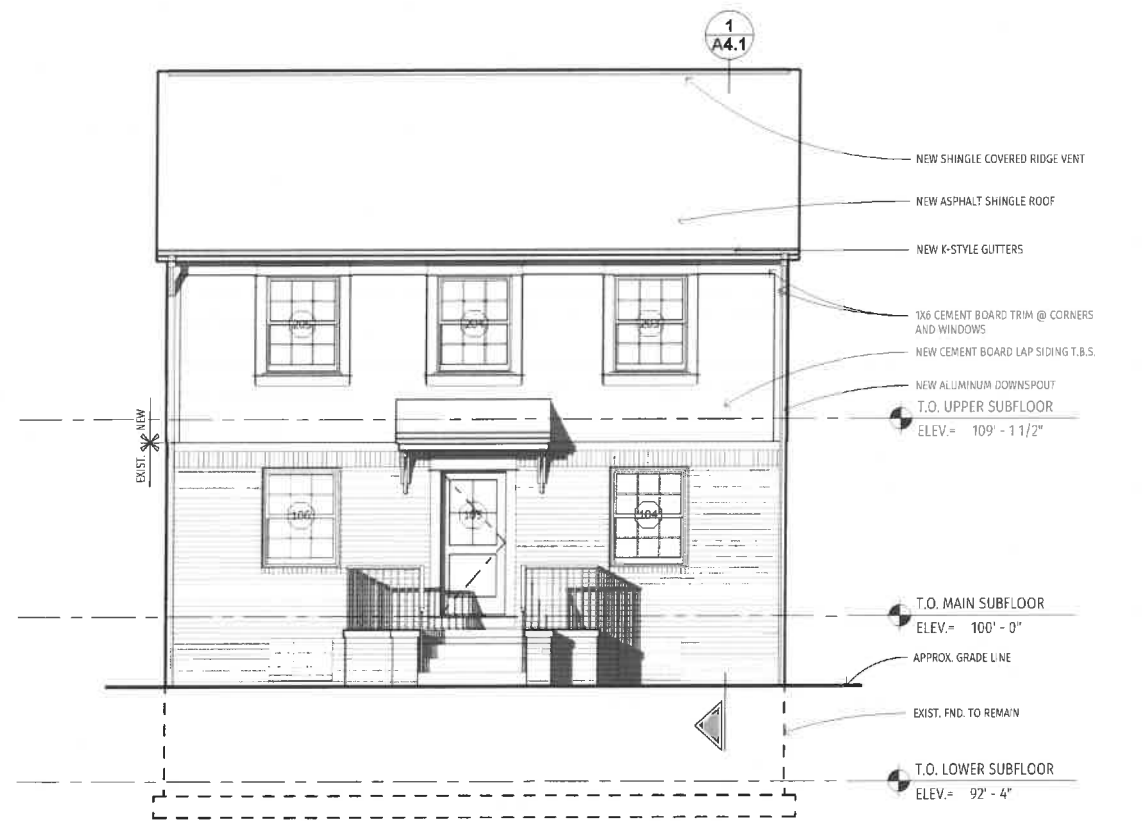 1
A4.1
NEW SHINGLE COVERED RIDGE VENT
NEW ASPHALT SHINGLE ROOF
NEW K-STYLE GUTTERS
205
204
203
1X6 CEMENT BOARD TRIM @ CORNERS
AND WINDOWS
NEW CEMENT BOARD LAP SIDING T.B.S.
NEW ALUMINUM DOWNSPOUT
T.O. UPPER SUBFLOOR
ELEV.= 109' - 1 1/2"
NEW
EXIST.
106
105
104
T.O. MAIN SUBFLOOR
ELEV.= 100' - 0"
APPROX. GRADE LINE
EXIST. FND. TO REMAIN
T.O. LOWER SUBFLOOR
ELEV.= 92' - 4"